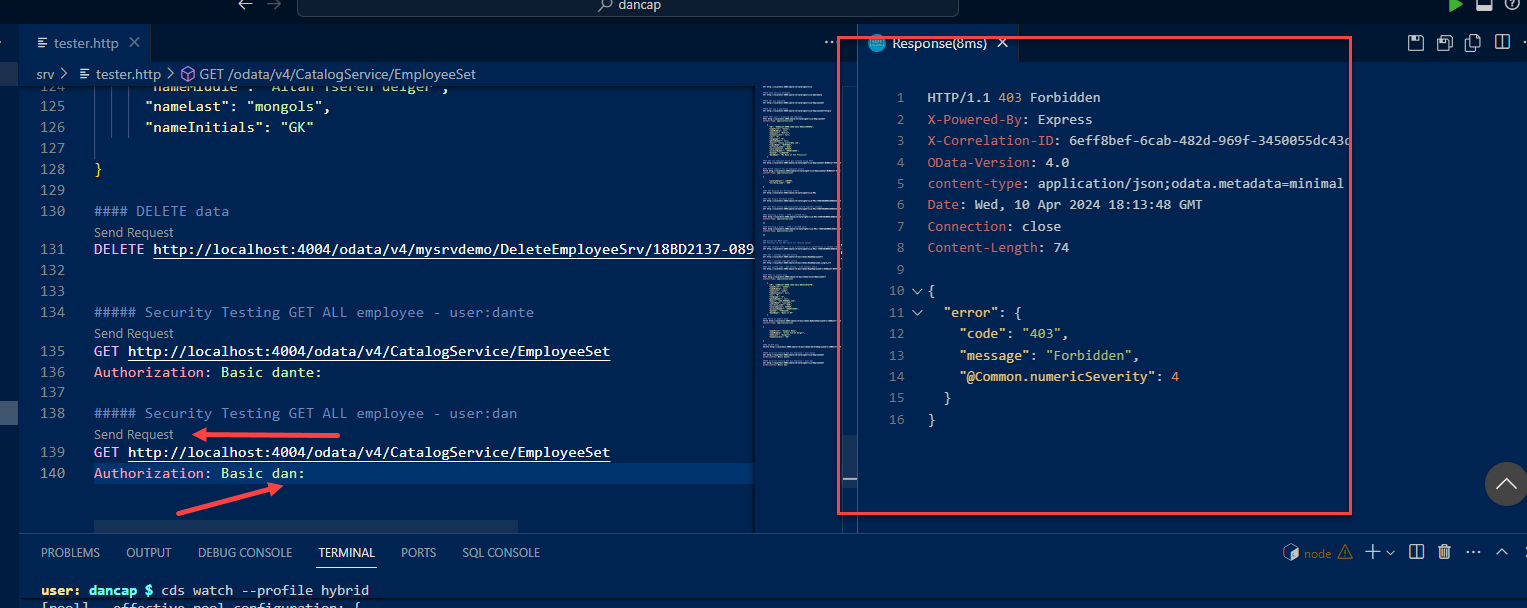 dancap
tester.http
Response(8ms)
srv > tester.http > GET /odata/v4/CatalogService/EmployeeSet
124 "nameMiddle": "Altan Tseren deiger",
125 "nameLast": "mongols",
126 "nameInitials": "GK"
127
128 }
129
130 #### DELETE data
Send Request
131 DELETE http://localhost:4004/odata/v4/mysrvdemo/DeleteEmployeeSrv/18BD2137-089
132
133
134 ##### Security Testing GET ALL employee - user:dante
Send Request
135 GET http://localhost:4004/odata/v4/CatalogService/EmployeeSet
136 Authorization: Basic dante:
137
138 ##### Security Testing GET ALL employee - user:dan
Send Request
139 GET http://localhost:4004/odata/v4/CatalogService/EmployeeSet
140 Authorization: Basic dan:
1 HTTP/1.1 403 Forbidden
2 X-Powered-By: Express
3 X-Correlation-ID: 6eff8bef-6cab-482d-969f-3450055dc43c
4 OData-Version: 4.0
5 content-type: application/json;odata.metadata=minimal
6 Date: Wed, 10 Apr 2024 18:13:48 GMT
7 Connection: close
8 Content-Length: 74
9
10 {
11 "error": {
12 "code": "403",
13 "message": "Forbidden",
14 "@Common.numericSeverity": 4
15 }
16 }
PROBLEMS OUTPUT DEBUG CONSOLE TERMINAL PORTS SQL CONSOLE
node
user: dancap $ cds watch --profile hybrid
[pool] - effective pool configuration: {